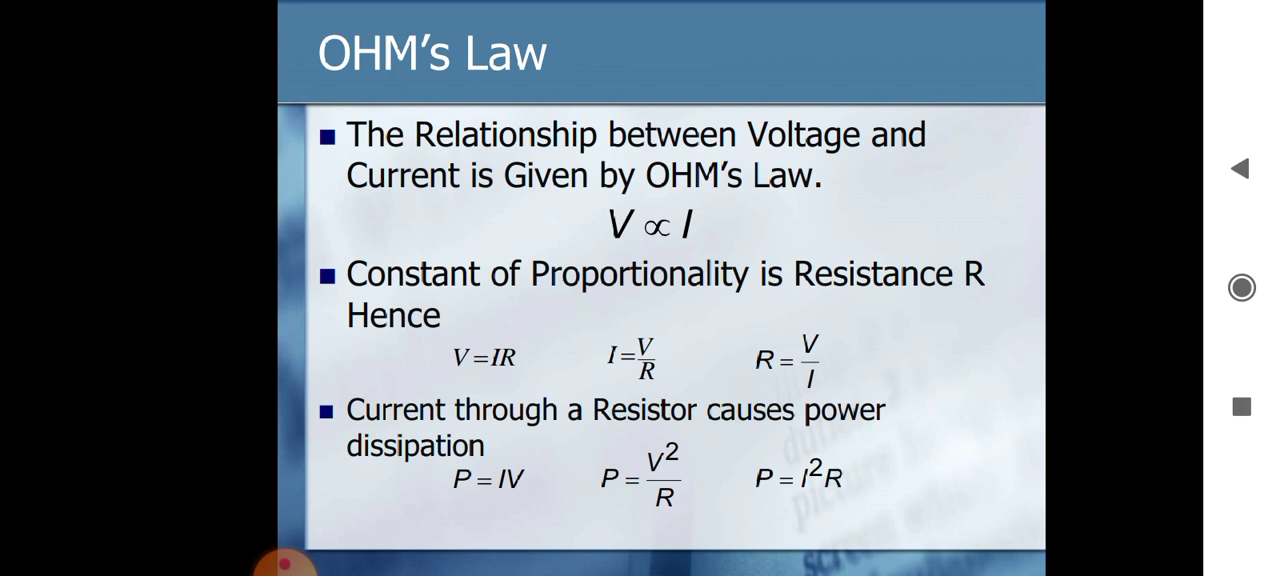 OHM's Law
■ The Relationship between Voltage and
Current is Given by OHM's Law.
V ∝ I
■ Constant of Proportionality is Resistance R
Hence
V = IR    I = V/R    R = V/I
■ Current through a Resistor causes power
dissipation
P = IV    P = V²/R    P = I²R